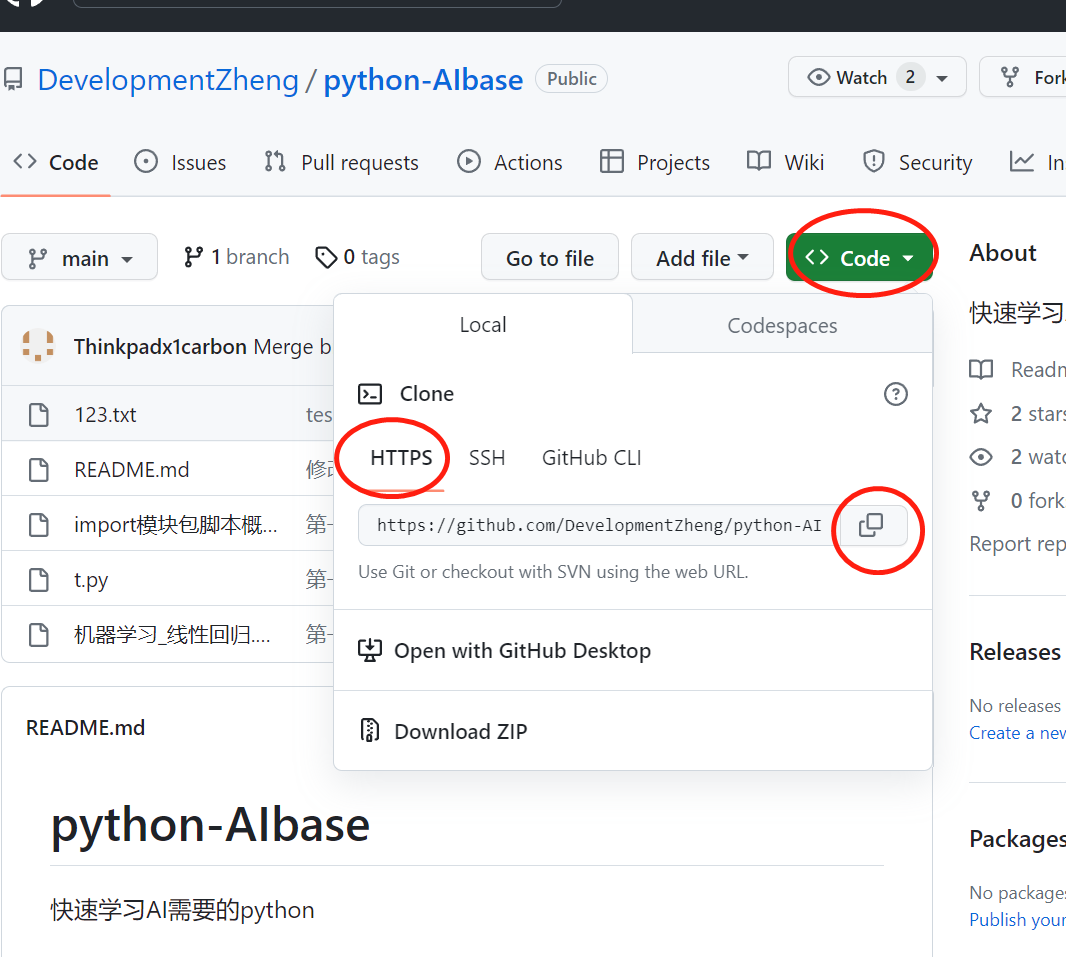 DevelopmentZheng / python-AIbase Public
Watch 2
Fork
Code Issues Pull requests Actions Projects Wiki Security In
main 1 branch 0 tags Go to file Add file Code
About
快速学习
Thinkpadx1carbon Merge b
123.txt tes
README.md 修改
import模块包脚本概... 第一
t.py 第一
机器学习_线性回归.... 第一
Local Codespaces
Clone
HTTPS SSH GitHub CLI
https://github.com/DevelopmentZheng/python-AI
Use Git or checkout with SVN using the web URL.
Open with GitHub Desktop
Download ZIP
Readm
2 stars
2 watc
0 fork
Report rep
Releases
No releases
Create a new
Packages
No packages
Publish your
README.md
python-AIbase
快速学习AI需要的python